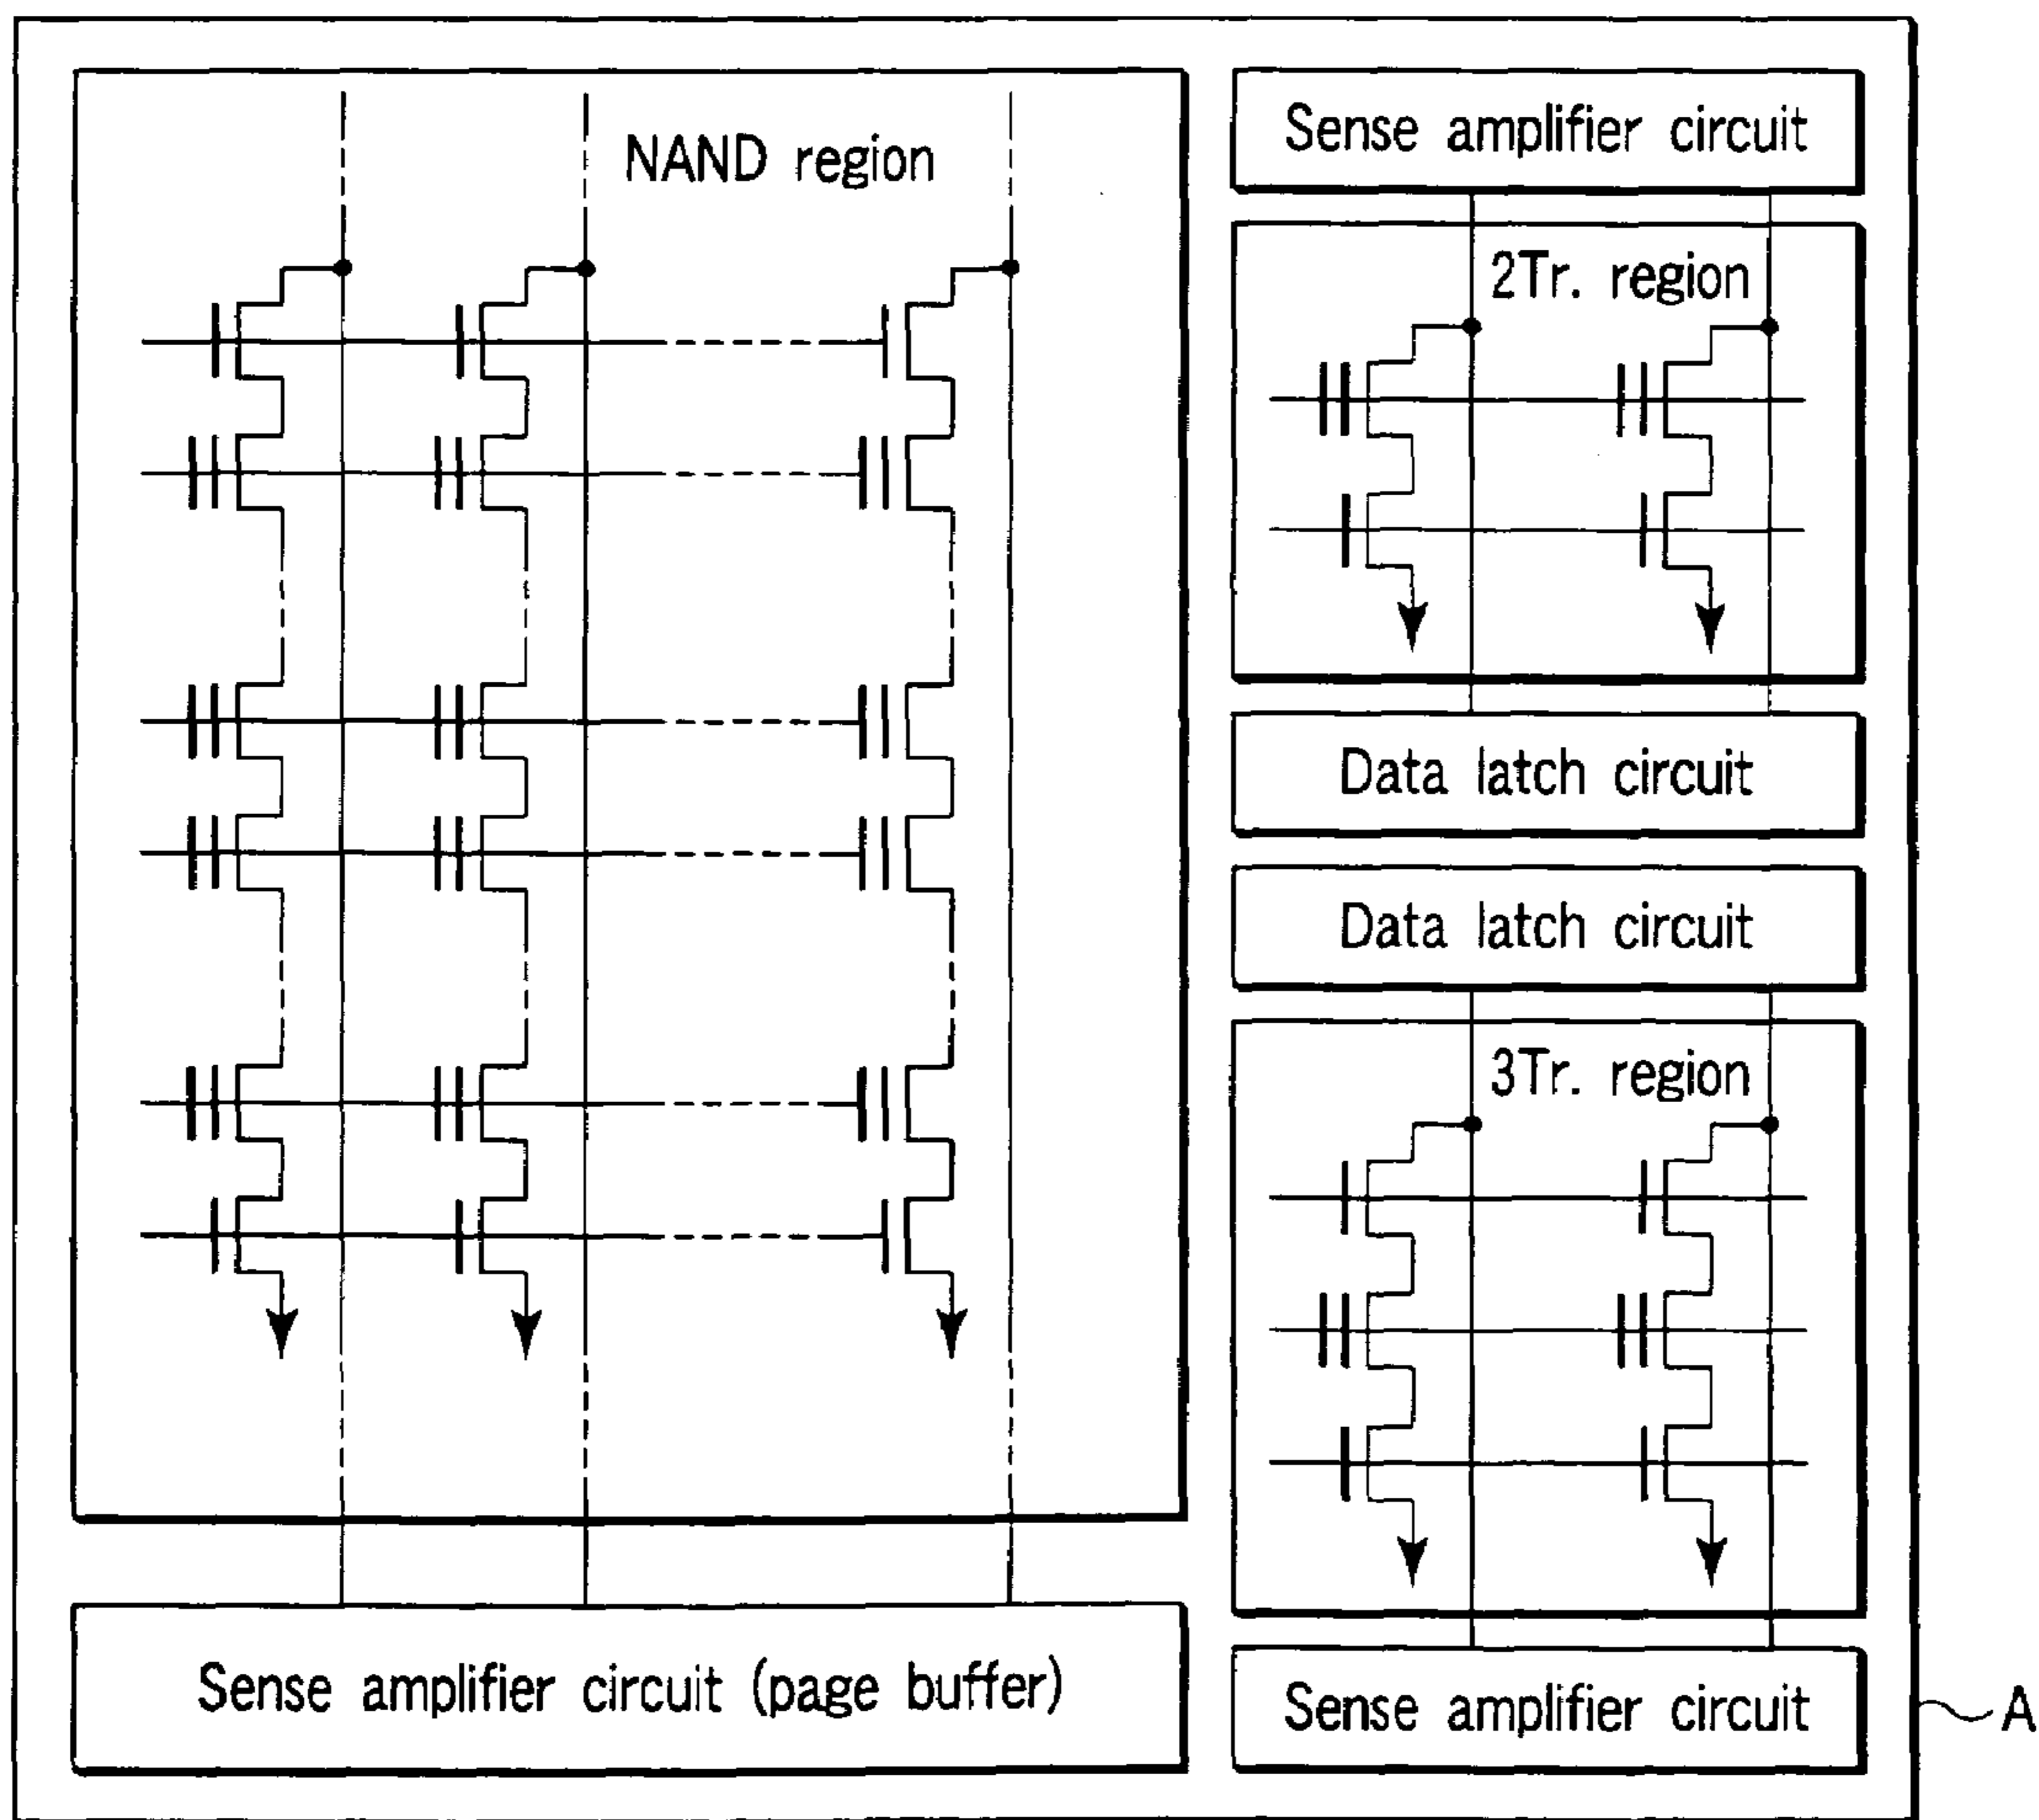 NAND region
Sense amplifier circuit (page buffer)
Sense amplifier circuit
2Tr. region
Data latch circuit
Data latch circuit
3Tr. region
Sense amplifier circuit
A